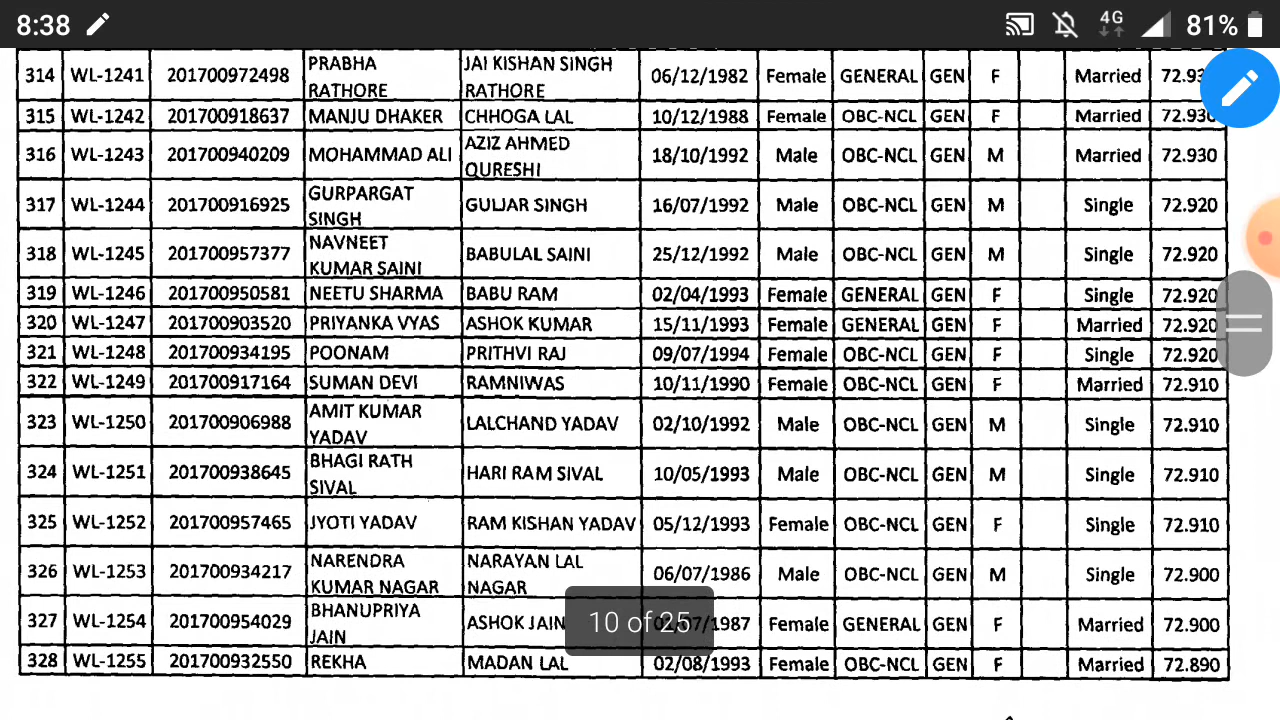 8:38 4G 81%
314 WL-1241 201700972498 PRABHA RATHORE JAI KISHAN SINGH RATHORE 06/12/1982 Female GENERAL GEN F Married 72.930
315 WL-1242 201700918637 MANJU DHAKER CHHOGA LAL 10/12/1988 Female OBC-NCL GEN F Married 72.930
316 WL-1243 201700940209 MOHAMMAD ALI AZIZ AHMED QURESHI 18/10/1992 Male OBC-NCL GEN M Married 72.930
317 WL-1244 201700916925 GURPARGAT SINGH GULJAR SINGH 16/07/1992 Male OBC-NCL GEN M Single 72.920
318 WL-1245 201700957377 NAVNEET KUMAR SAINI BABULAL SAINI 25/12/1992 Male OBC-NCL GEN M Single 72.920
319 WL-1246 201700950581 NEETU SHARMA BABU RAM 02/04/1993 Female GENERAL GEN F Single 72.920
320 WL-1247 201700903520 PRIYANKA VYAS ASHOK KUMAR 15/11/1993 Female GENERAL GEN F Married 72.920
321 WL-1248 201700934195 POONAM PRITHVI RAJ 09/07/1994 Female OBC-NCL GEN F Single 72.920
322 WL-1249 201700917164 SUMAN DEVI RAMNIWAS 10/11/1990 Female OBC-NCL GEN F Married 72.910
323 WL-1250 201700906988 AMIT KUMAR YADAV LALCHAND YADAV 02/10/1992 Male OBC-NCL GEN M Single 72.910
324 WL-1251 201700938645 BHAGI RATH SIVAL HARI RAM SIVAL 10/05/1993 Male OBC-NCL GEN M Single 72.910
325 WL-1252 201700957465 JYOTI YADAV RAM KISHAN YADAV 05/12/1993 Female OBC-NCL GEN F Single 72.910
326 WL-1253 201700934217 NARENDRA KUMAR NAGAR NARAYAN LAL NAGAR 06/07/1986 Male OBC-NCL GEN M Single 72.900
327 WL-1254 201700954029 BHANUPRIYA JAIN ASHOK JAIN Female GENERAL GEN F Married 72.900
10 of 25
328 WL-1255 201700932550 REKHA MADAN LAL 02/08/1993 Female OBC-NCL GEN F Married 72.890